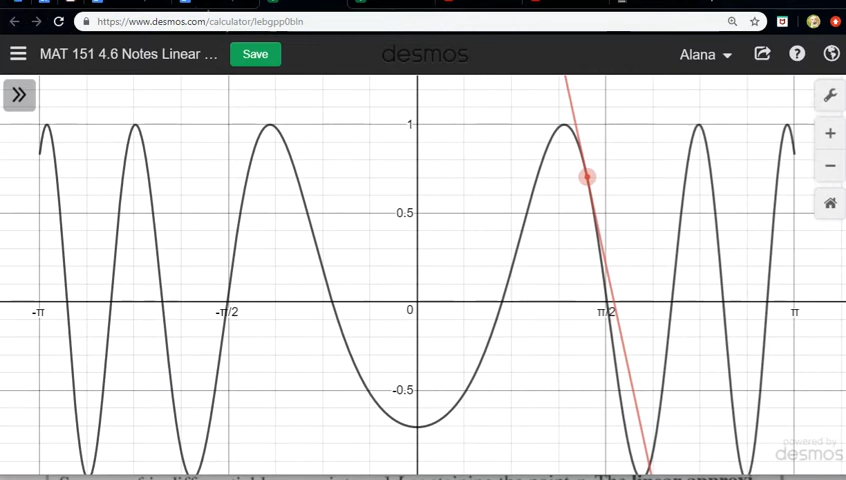 https://www.desmos.com/calculator/lebgpp0bln
MAT 151 4.6 Notes Linear ...
Save
desmos
Alana
1
0.5
0
-0.5
-π
-π/2
π/2
π
powered by
desmos